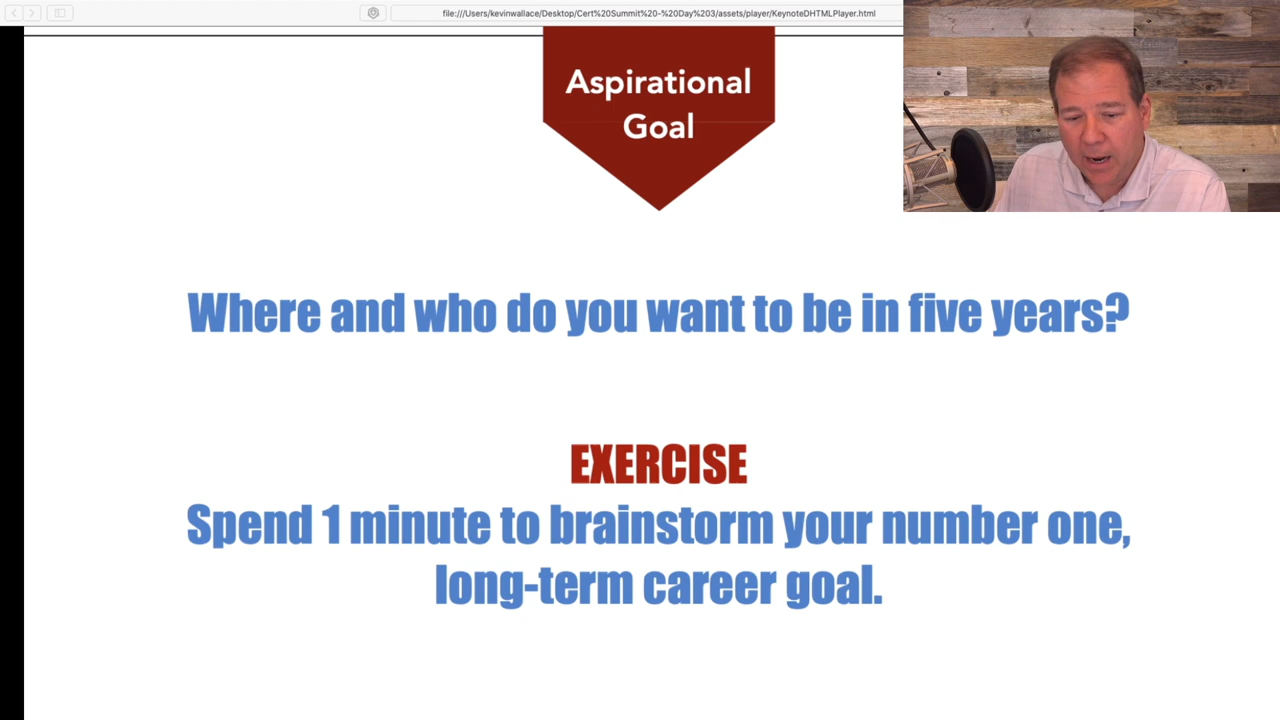 file:///Users/kevinwallace/Desktop/Cert%20Summit%20-%20Day%203/assets/player/KeynoteDHTMLPlayer.html
Aspirational
Goal
Where and who do you want to be in five years?
EXERCISE
Spend 1 minute to brainstorm your number one,
long-term career goal.